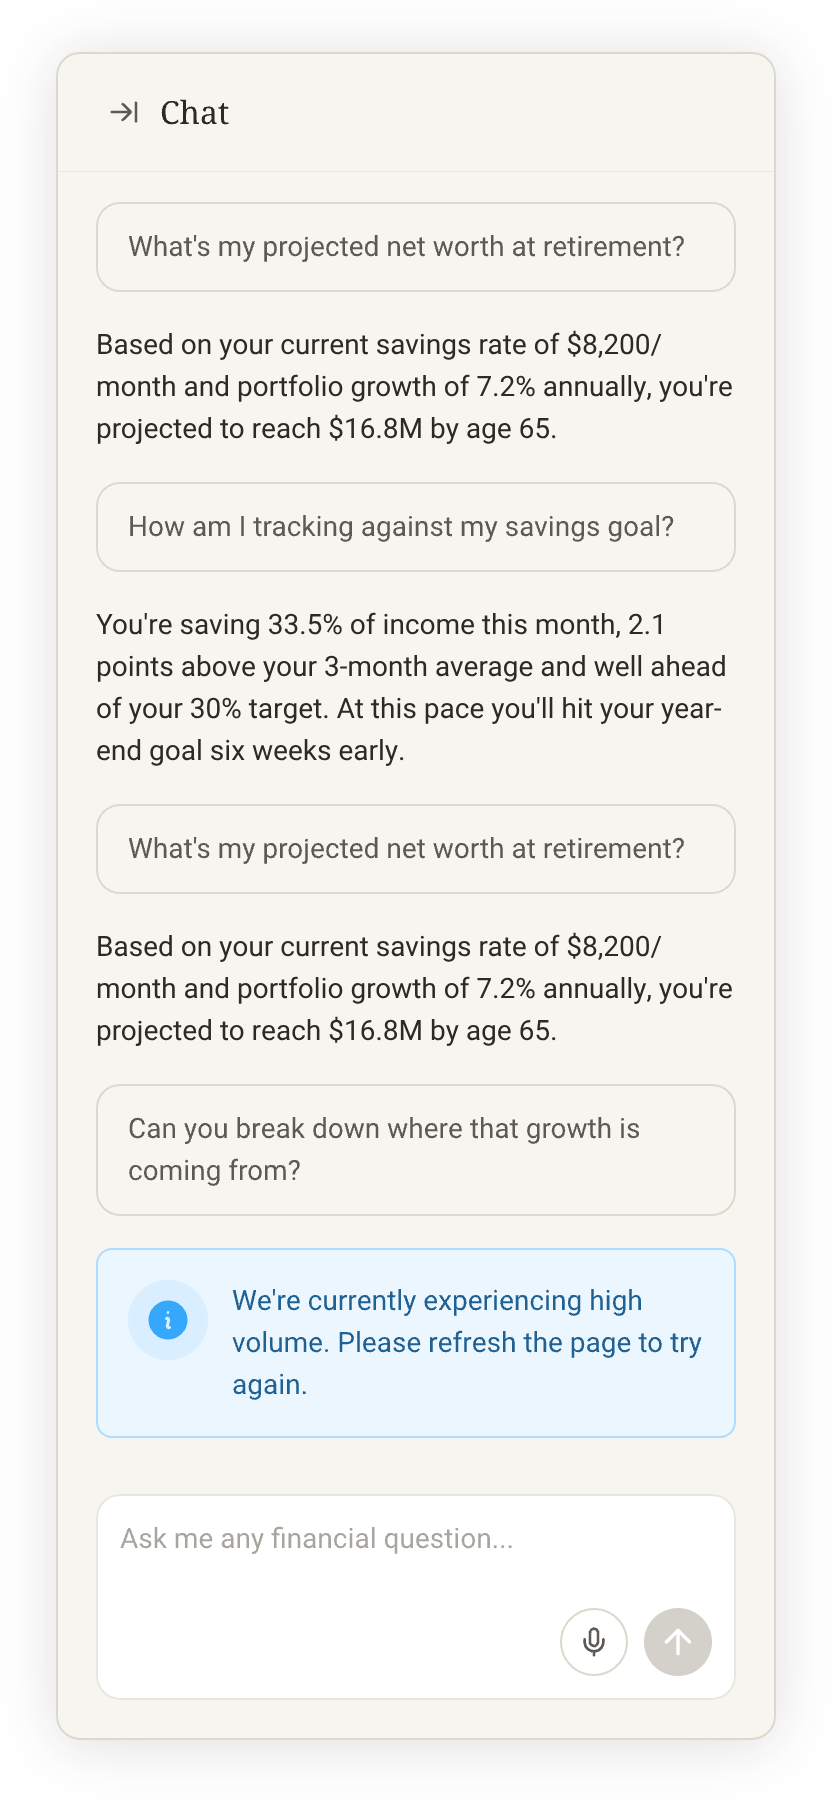 Chat
What's my projected net worth at retirement?
Based on your current savings rate of $8,200/
month and portfolio growth of 7.2% annually, you're
projected to reach $16.8M by age 65.
How am I tracking against my savings goal?
You're saving 33.5% of income this month, 2.1
points above your 3-month average and well ahead
of your 30% target. At this pace you'll hit your year-
end goal six weeks early.
What's my projected net worth at retirement?
Based on your current savings rate of $8,200/
month and portfolio growth of 7.2% annually, you're
projected to reach $16.8M by age 65.
Can you break down where that growth is
coming from?
We're currently experiencing high
volume. Please refresh the page to try
again.
Ask me any financial question...